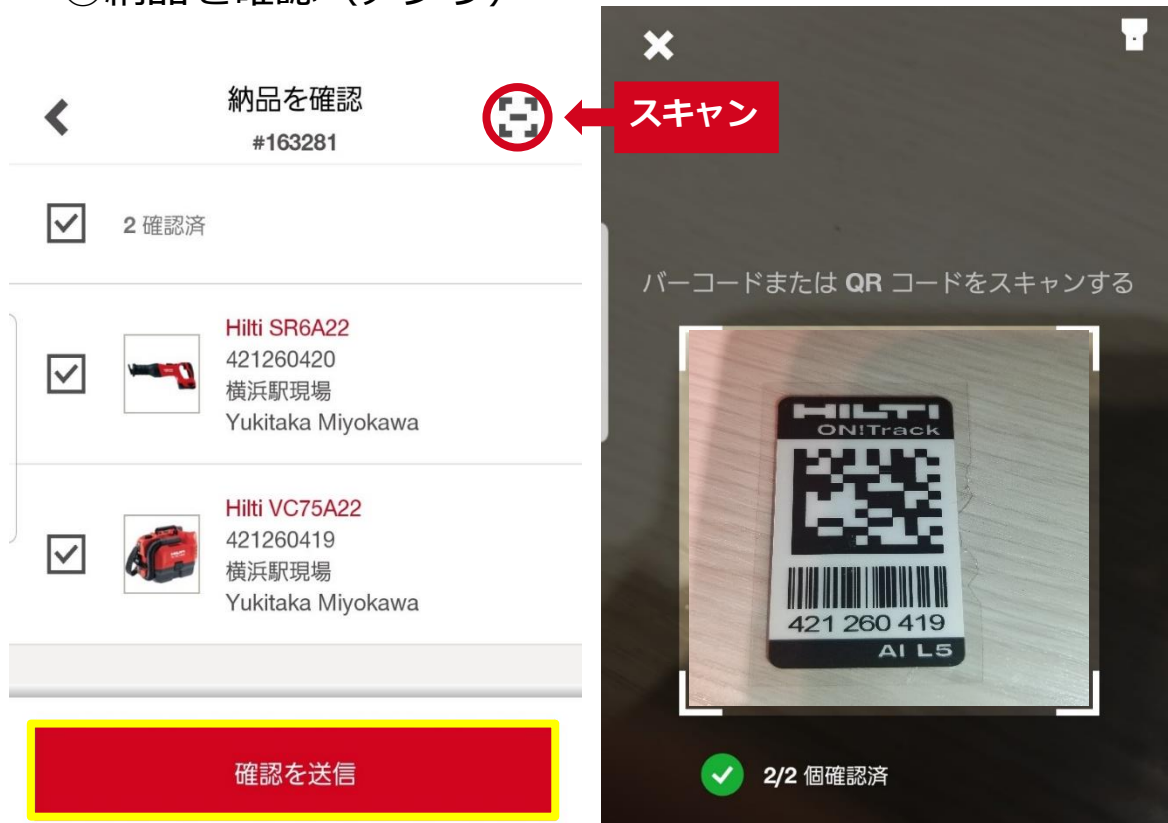 納品を確認
#163281
スキャン
2 確認済
Hilti SR6A22
421260420
横浜駅現場
Yukitaka Miyokawa
Hilti VC75A22
421260419
横浜駅現場
Yukitaka Miyokawa
確認を送信
バーコードまたは QR コードをスキャンする
HILTI
ON!Track
421 260 419
AI L5
2/2 個確認済